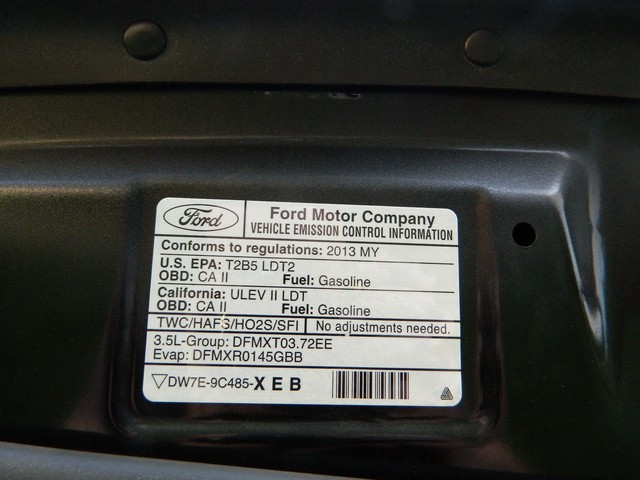 Ford
Ford Motor Company
VEHICLE EMISSION CONTROL INFORMATION
Conforms to regulations: 2013 MY
U.S. EPA: T2B5 LDT2
OBD: CA II Fuel: Gasoline
California: ULEV II LDT
OBD: CA II Fuel: Gasoline
TWC/HAFS/HO2S/SFI No adjustments needed.
3.5L-Group: DFMXT03.72EE
Evap: DFMXR0145GBB
DW7E-9C485-X E B